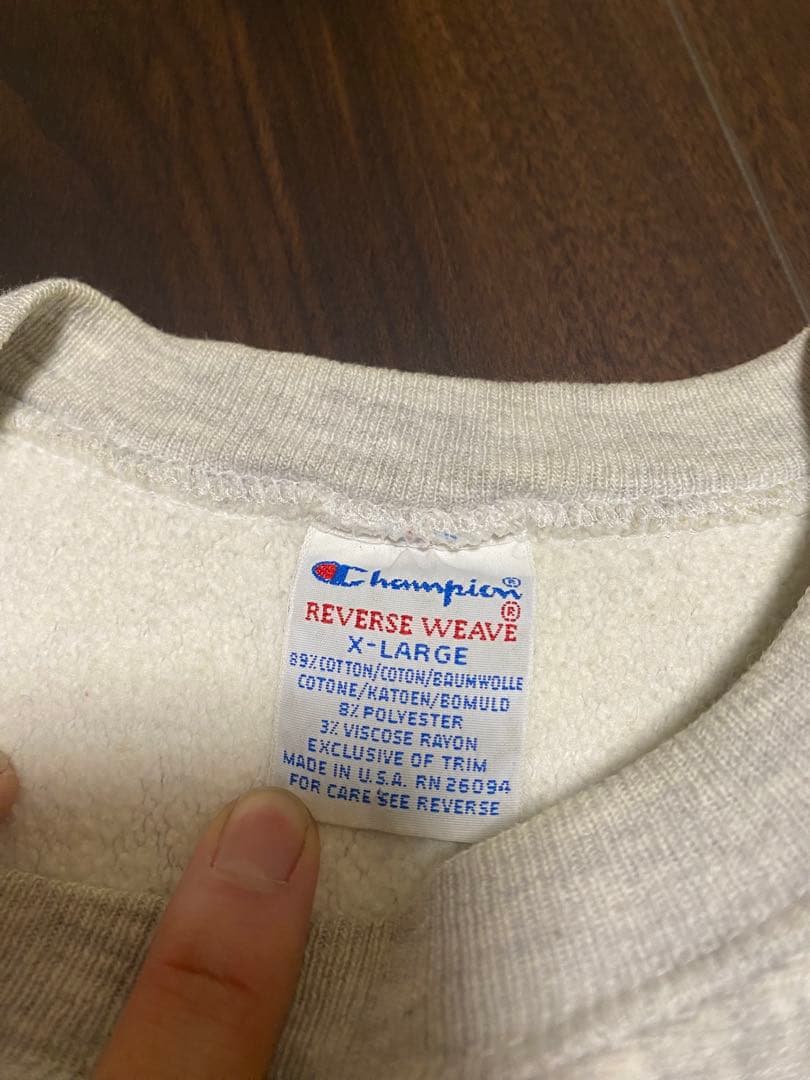 Champion®
REVERSE WEAVE®
X-LARGE
89% COTTON/COTON/BAUMWOLLE
COTONE/KATOEN/BOMULD
8% POLYESTER
3% VISCOSE RAYON
EXCLUSIVE OF TRIM
MADE IN U.S.A. RN 26094
FOR CARE SEE REVERSE